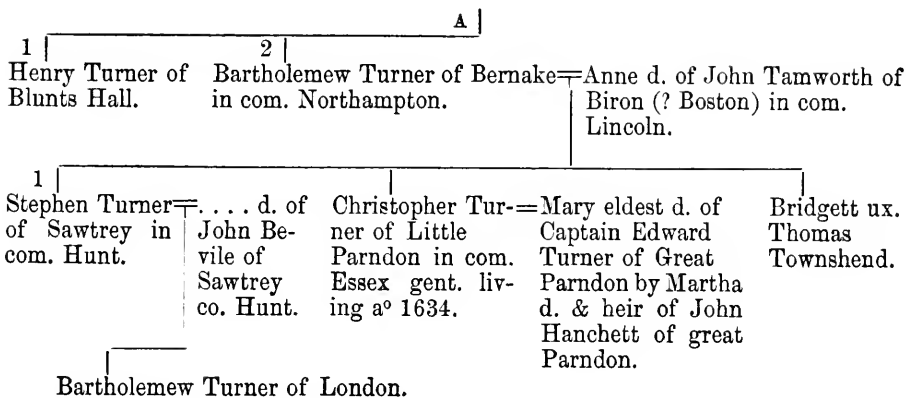 A
1 2
Henry Turner of
Blunts Hall.
Bartholemew Turner of Bernake=
in com. Northampton.
Anne d. of John Tamworth of
Biron (? Boston) in com.
Lincoln.
1
Stephen Turner=
of Sawtrey in
com. Hunt.
. . . . d. of
John Be-
vile of
Sawtrey
co. Hunt.
Christopher Tur-=
ner of Little
Parndon in com.
Essex gent. liv-
ing aº 1634.
Mary eldest d. of
Captain Edward
Turner of Great
Parndon by Martha
d. & heir of John
Hanchett of great
Parndon.
Bridgett ux.
Thomas
Townshend.
Bartholemew Turner of London.